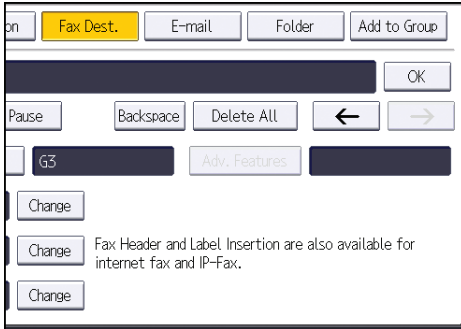 on Fax Dest. E-mail Folder Add to Group
OK
Pause Backspace Delete All ← →
G3 Adv. Features
Change
Change Fax Header and Label Insertion are also available for
internet fax and IP-Fax.
Change